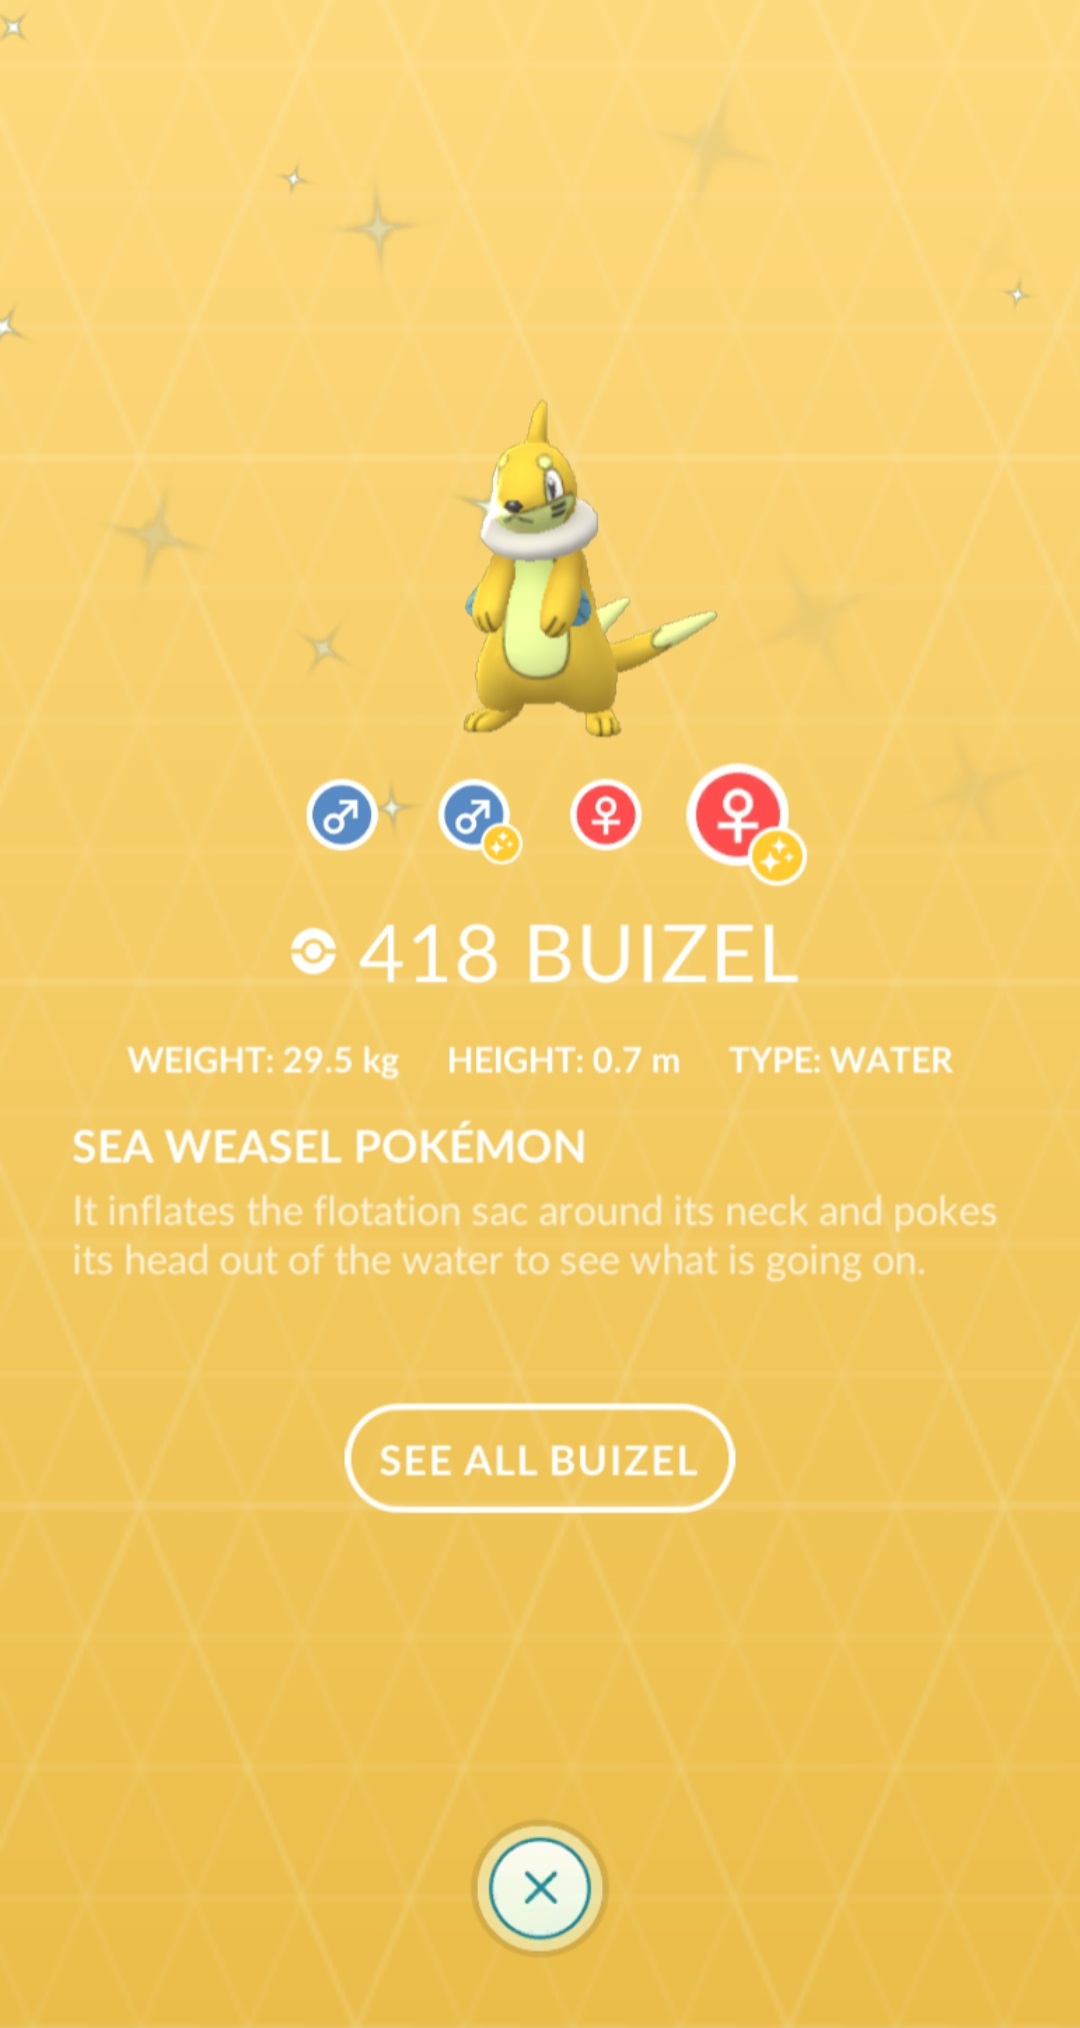 418 BUIZEL
WEIGHT: 29.5 kg HEIGHT: 0.7 m TYPE: WATER
SEA WEASEL POKÉMON
It inflates the flotation sac around its neck and pokes
its head out of the water to see what is going on.
SEE ALL BUIZEL